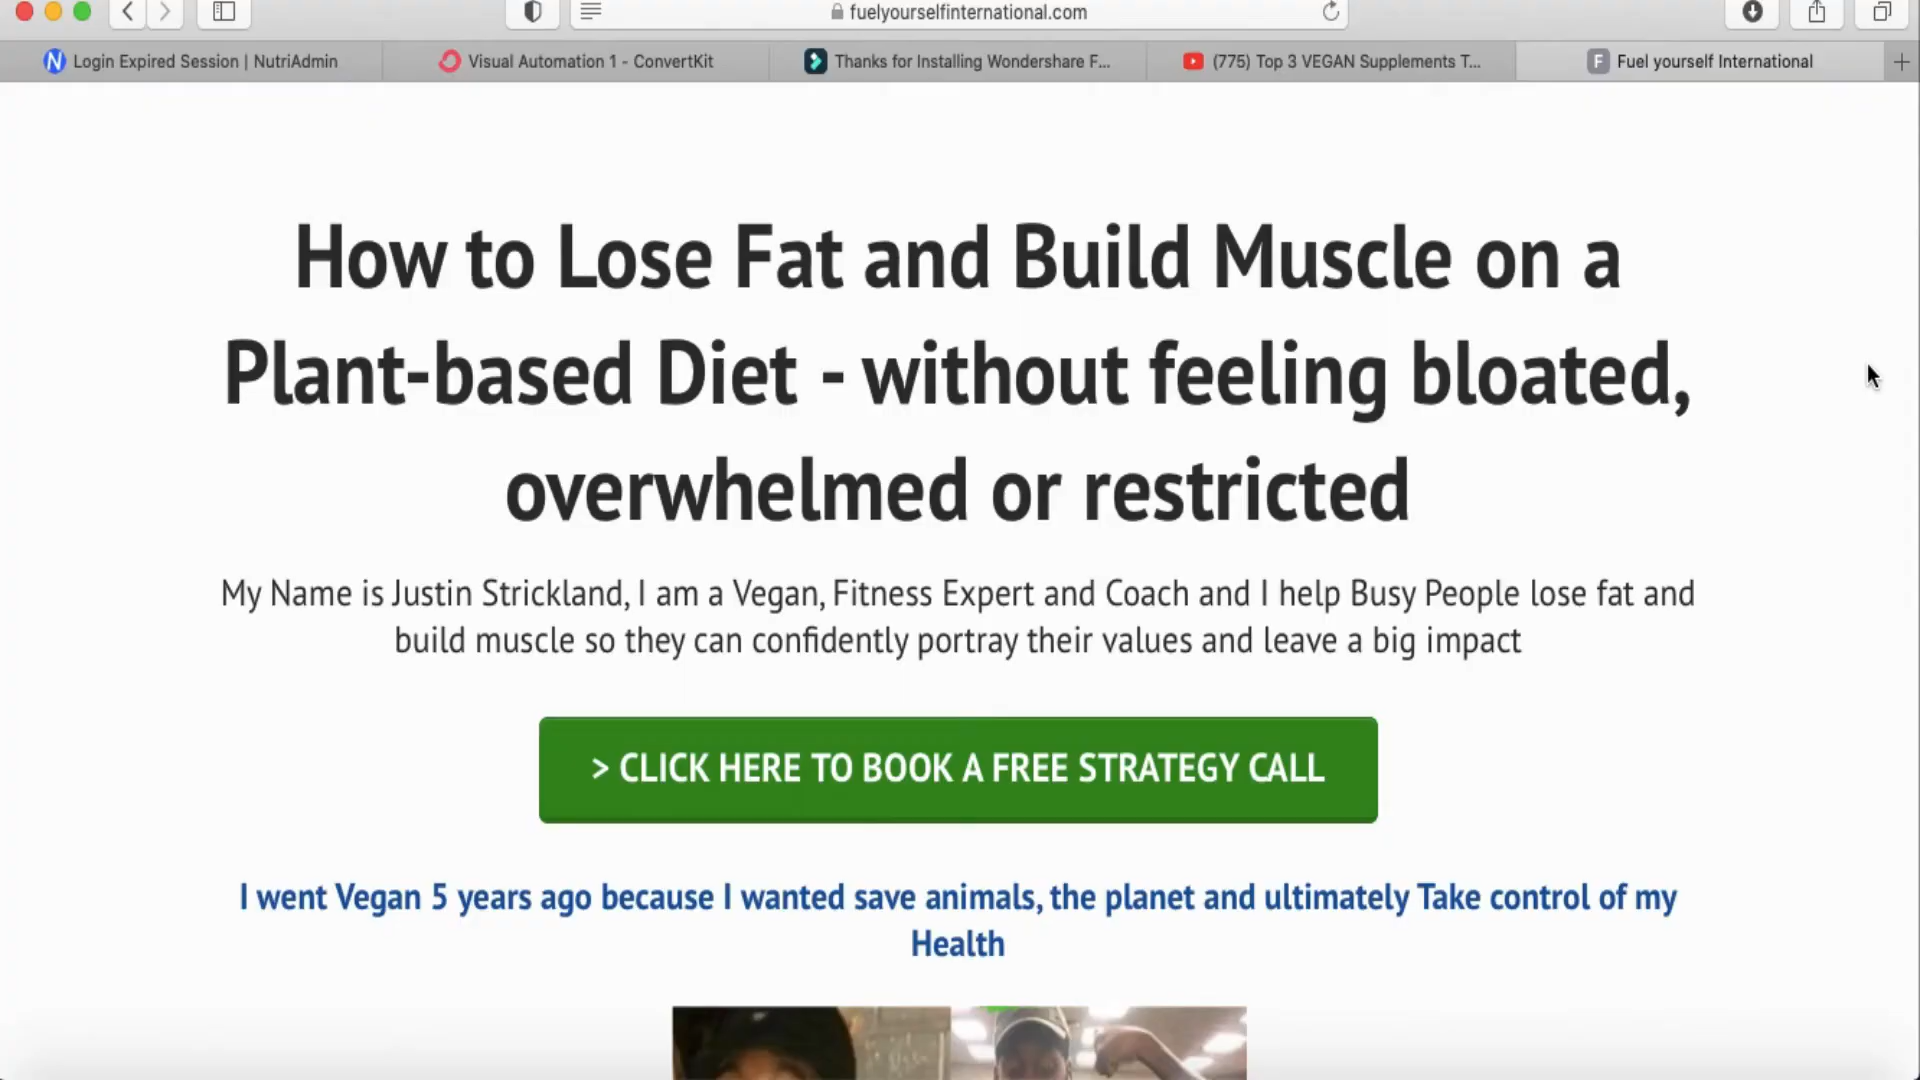 fuelyourselfinternational.com
Login Expired Session | NutriAdmin
Visual Automation 1 - ConvertKit
Thanks for Installing Wondershare F...
(775) Top 3 VEGAN Supplements T...
F Fuel yourself International
How to Lose Fat and Build Muscle on a
Plant-based Diet - without feeling bloated,
overwhelmed or restricted
My Name is Justin Strickland, I am a Vegan, Fitness Expert and Coach and I help Busy People lose fat and
build muscle so they can confidently portray their values and leave a big impact
> CLICK HERE TO BOOK A FREE STRATEGY CALL
I went Vegan 5 years ago because I wanted save animals, the planet and ultimately Take control of my
Health